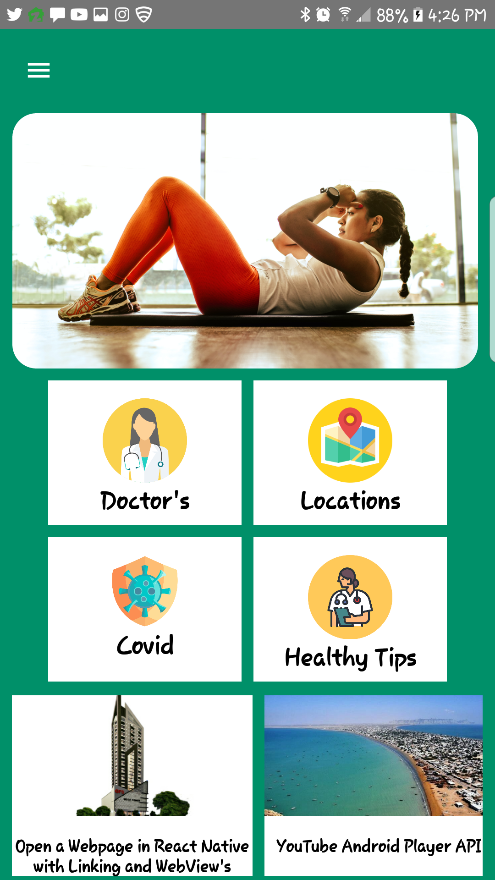 88% 4:26 PM
Doctor's
Locations
Covid
Healthy Tips
Open a Webpage in React Native
with Linking and WebView's
YouTube Android Player API